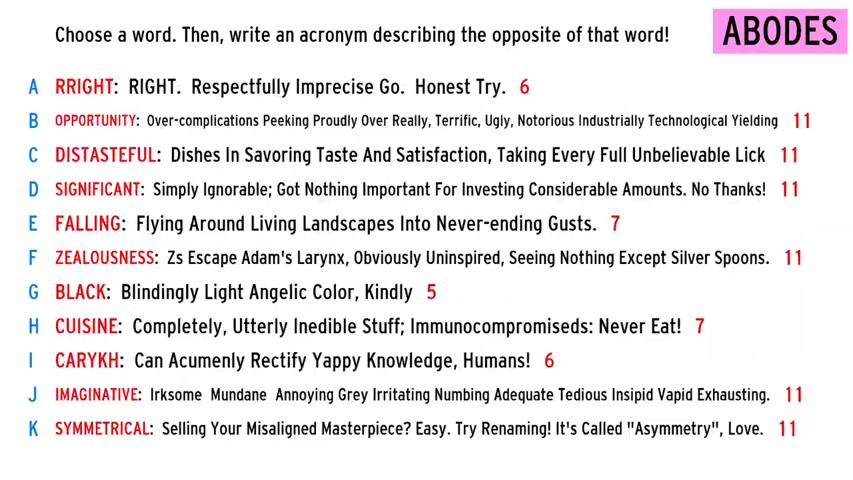 Choose a word. Then, write an acronym describing the opposite of that word!
ABODES
A RRIGHT: RIGHT. Respectfully Imprecise Go. Honest Try. 6
B OPPORTUNITY: Over-complications Peeking Proudly Over Really, Terrific, Ugly, Notorious Industrially Technological Yielding 11
C DISTASTEFUL: Dishes In Savoring Taste And Satisfaction, Taking Every Full Unbelievable Lick 11
D SIGNIFICANT: Simply Ignorable; Got Nothing Important For Investing Considerable Amounts. No Thanks! 11
E FALLING: Flying Around Living Landscapes Into Never-ending Gusts. 7
F ZEALOUSNESS: Zs Escape Adam's Larynx, Obviously Uninspired, Seeing Nothing Except Silver Spoons. 11
G BLACK: Blindingly Light Angelic Color, Kindly 5
H CUISINE: Completely, Utterly Inedible Stuff; Immunocompromiseds: Never Eat! 7
I CARYKH: Can Acumenly Rectify Yappy Knowledge, Humans! 6
J IMAGINATIVE: Irksome Mundane Annoying Grey Irritating Numbing Adequate Tedious Insipid Vapid Exhausting. 11
K SYMMETRICAL: Selling Your Misaligned Masterpiece? Easy. Try Renaming! It's Called "Asymmetry", Love. 11